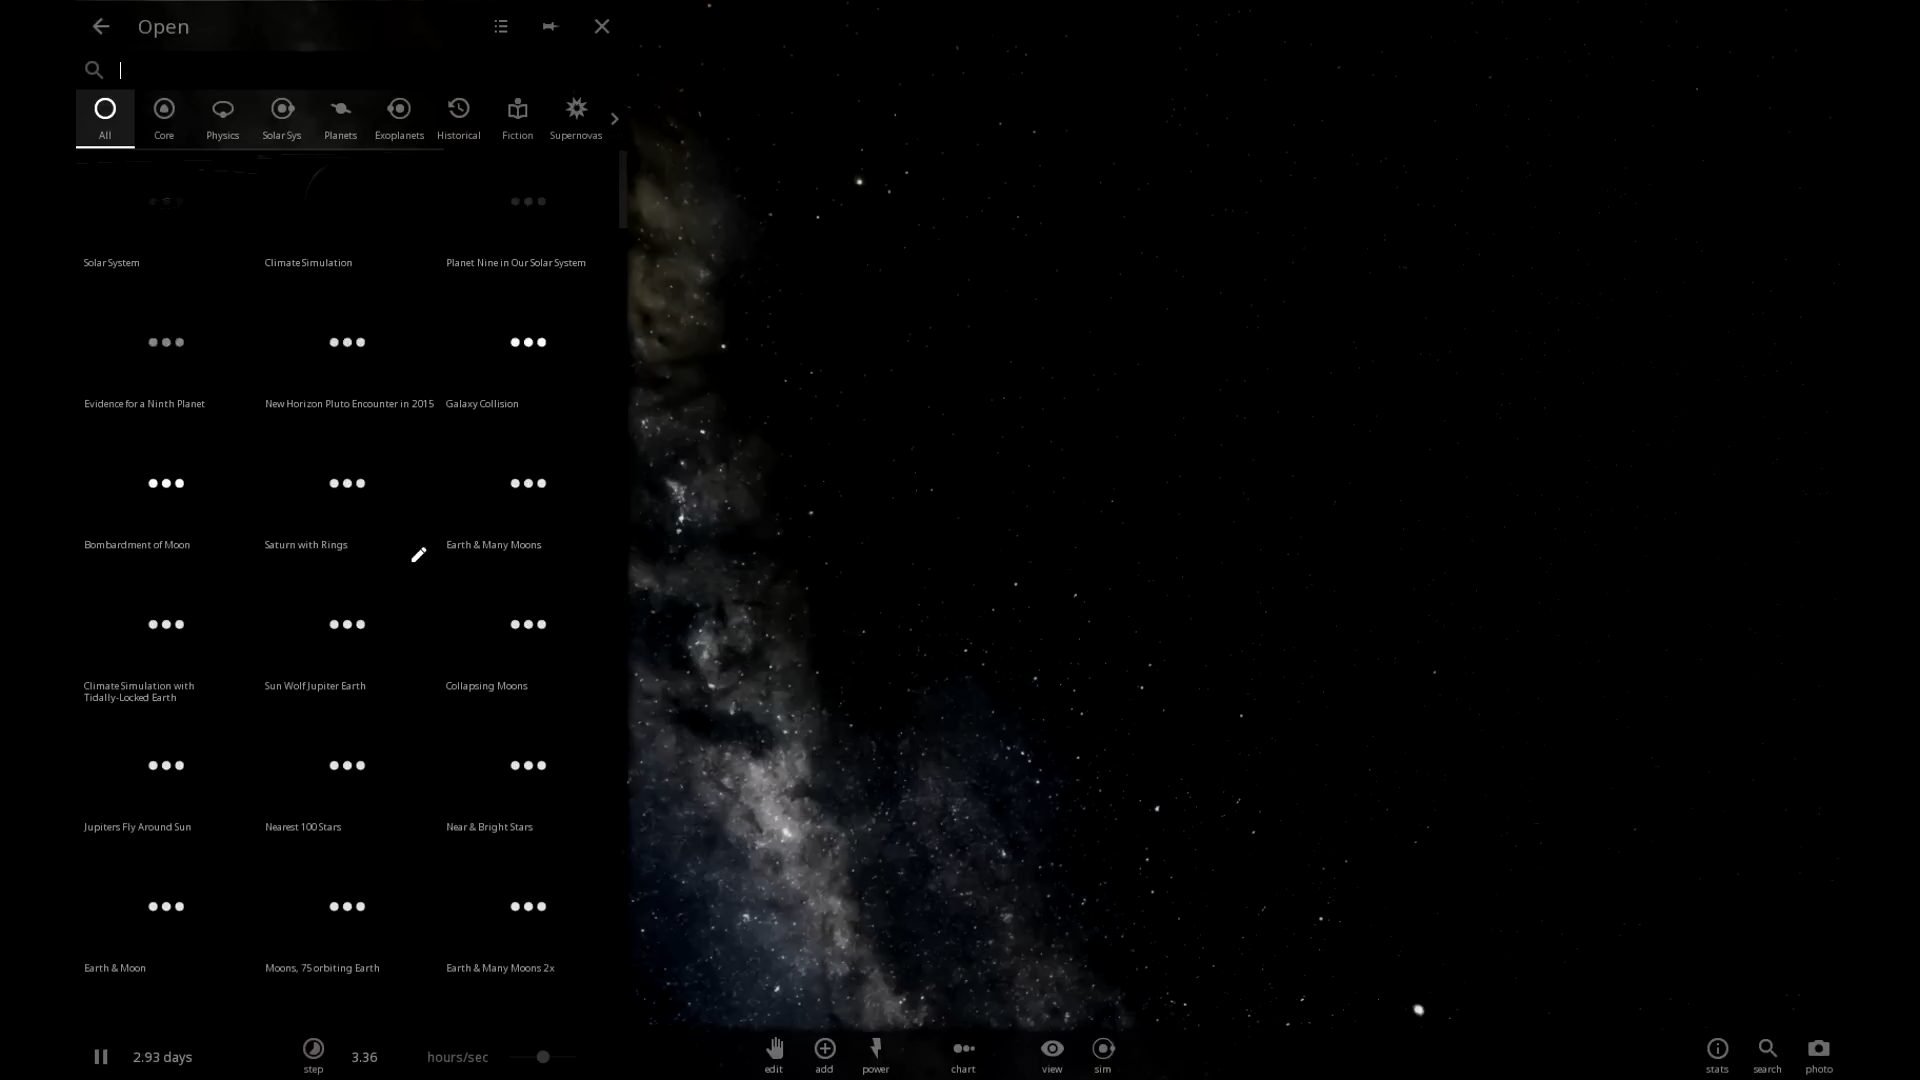 Open
All
Core
Physics
Solar Sys
Planets
Exoplanets
Historical
Fiction
Supernovas
Solar System
Climate Simulation
Planet Nine in Our Solar System
Evidence for a Ninth Planet
New Horizon Pluto Encounter in 2015
Galaxy Collision
Bombardment of Moon
Saturn with Rings
Earth & Many Moons
Climate Simulation with
Tidally-Locked Earth
Sun Wolf Jupiter Earth
Collapsing Moons
Jupiters Fly Around Sun
Nearest 100 Stars
Near & Bright Stars
Earth & Moon
Moons, 75 orbiting Earth
Earth & Many Moons 2x
2.93 days
step
3.36
hours/sec
edit
add
power
chart
view
sim
stats
search
photo